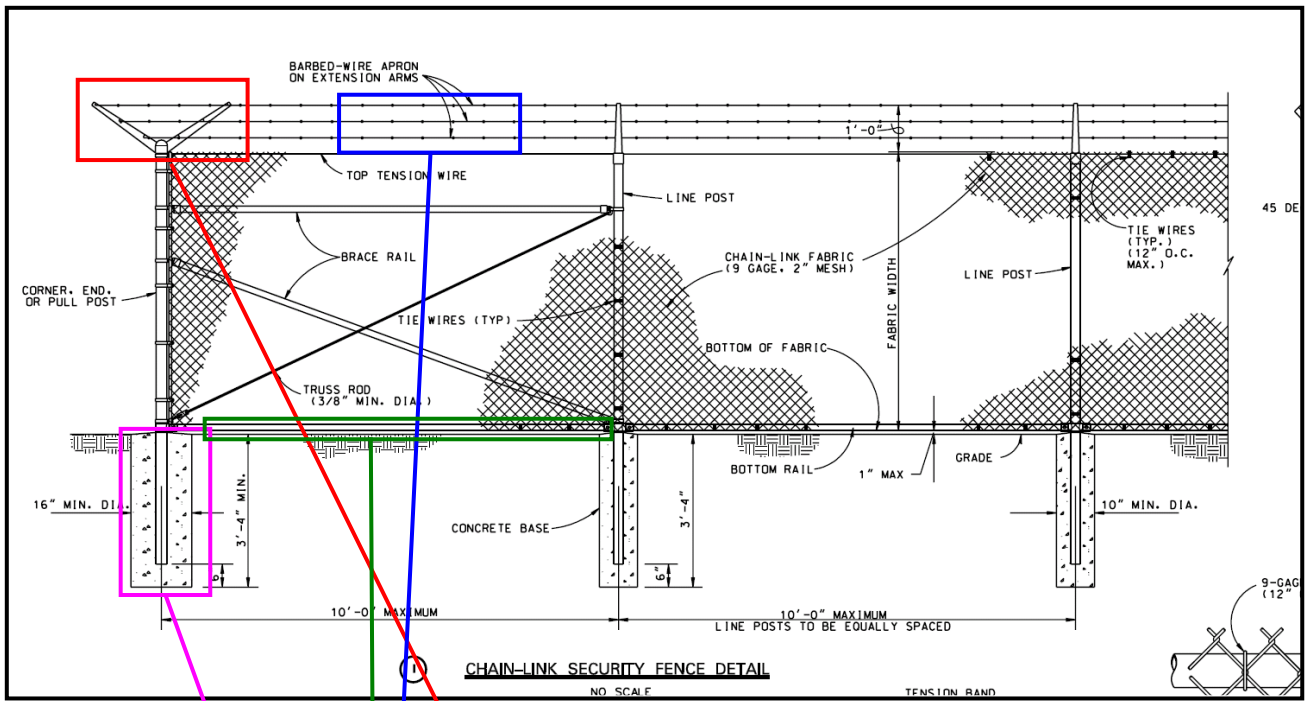 BARBED-WIRE APRON
ON EXTENSION ARMS
1'-0"
TOP TENSION WIRE
LINE POST
45 DE
TIE WIRES
(TYP.)
(12" O.C.
MAX.)
BRACE RAIL
CHAIN-LINK FABRIC
(9 GAGE, 2" MESH)
LINE POST
CORNER, END,
OR PULL POST
FABRIC WIDTH
TIE WIRES (TYP)
BOTTOM OF FABRIC
TRUSS ROD
(3/8" MIN. DIA.)
BOTTOM RAIL
1" MAX
GRADE
16" MIN. DIA.
3'-4" MIN.
CONCRETE BASE
3'-4"
10" MIN. DIA.
6"
6"
9-GAG
(12"
10'-0" MAXIMUM
10'-0" MAXIMUM
LINE POSTS TO BE EQUALLY SPACED
1
CHAIN-LINK SECURITY FENCE DETAIL
NO SCALE
TENSION BAND